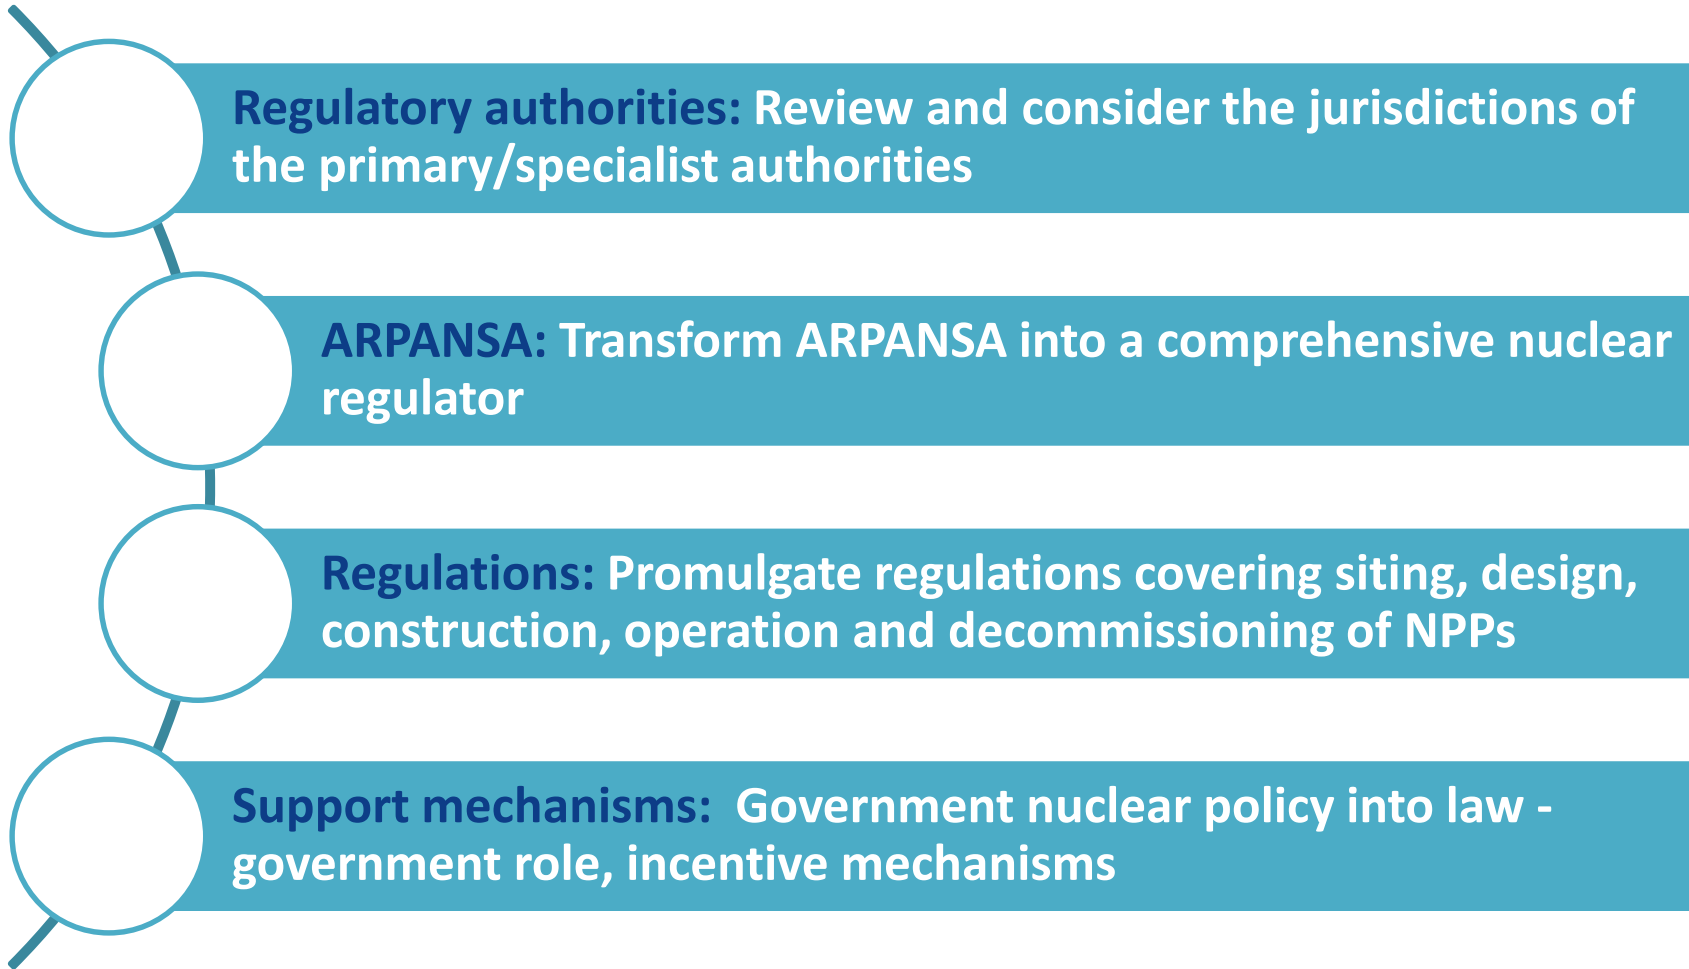 Regulatory authorities: Review and consider the jurisdictions of
the primary/specialist authorities
ARPANSA: Transform ARPANSA into a comprehensive nuclear
regulator
Regulations: Promulgate regulations covering siting, design,
construction, operation and decommissioning of NPPs
Support mechanisms:  Government nuclear policy into law -
government role, incentive mechanisms